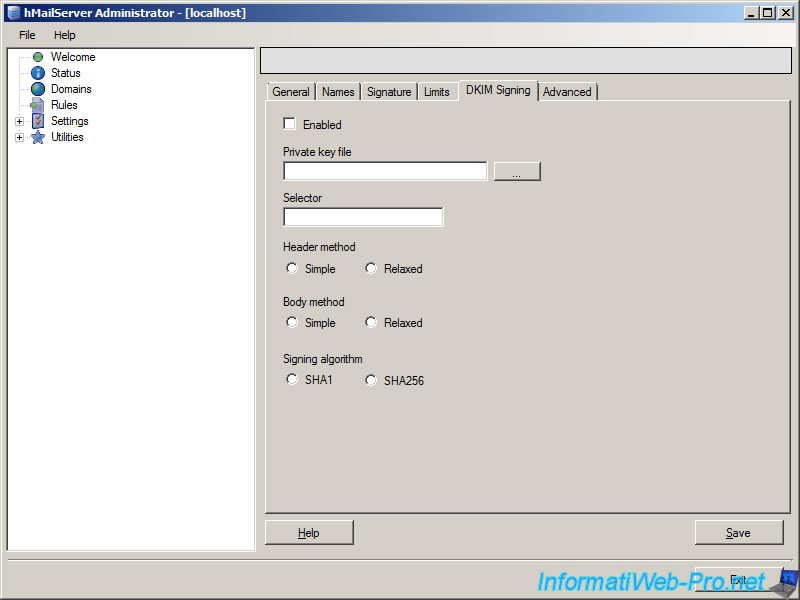 hMailServer Administrator - [localhost]
File Help
Welcome
Status
Domains
Rules
Settings
Utilities
General Names Signature Limits DKIM Signing Advanced
Enabled
Private key file
...
Selector
Header method
Simple Relaxed
Body method
Simple Relaxed
Signing algorithm
SHA1 SHA256
Help Save
Exit
InformatiWeb-Pro.net